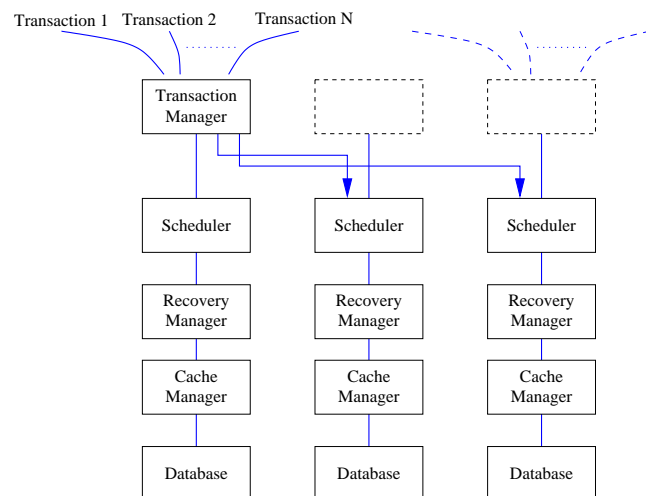 Transaction 1
Transaction 2
Transaction N
Transaction
Manager
Scheduler
Scheduler
Scheduler
Recovery
Manager
Recovery
Manager
Recovery
Manager
Cache
Manager
Cache
Manager
Cache
Manager
Database
Database
Database